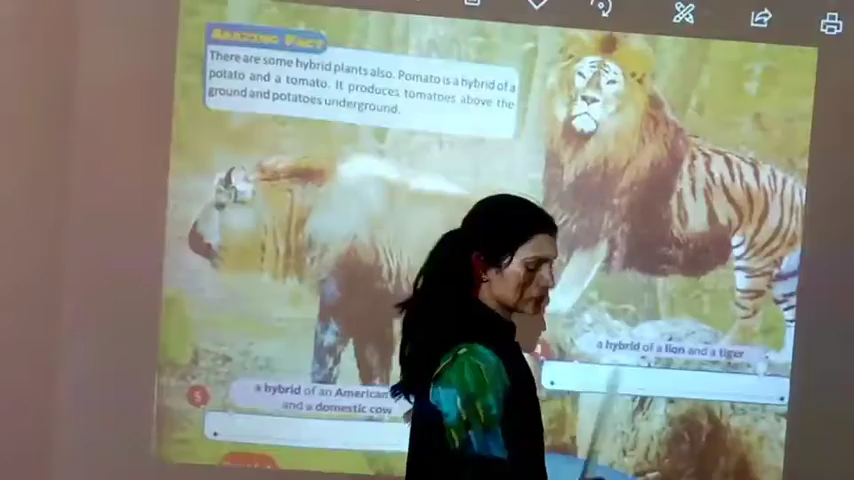 AMAZING FACT
There are some hybrid plants also. Pomato is a hybrid of a
potato and a tomato. It produces tomatoes above the
ground and potatoes underground.
a hybrid of a lion and a tiger
5
a hybrid of an American
and a domestic cow